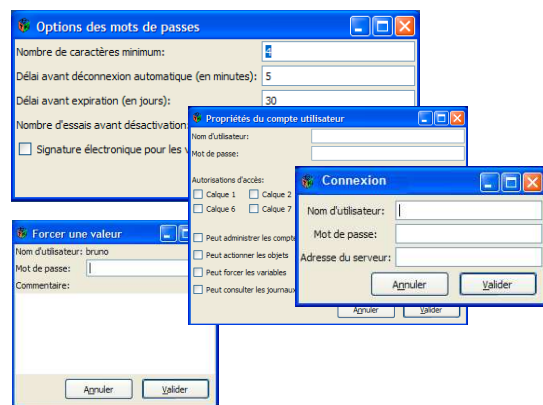 Options des mots de passes
Nombre de caractères minimum: 4
Délai avant déconnexion automatique (en minutes): 5
Délai avant expiration (en jours): 30
Nombre d'essais avant désactivation
Signature électronique pour les
Propriétés du compte utilisateur
Nom d'utilisateur:
Mot de passe:
Autorisations d'accès:
Calque 1 Calque 2
Calque 6 Calque 7
Peut administrer les compte
Peut actionner les objets
Peut forcer les variables
Peut consulter les journaux
Annuler Valider
Connexion
Nom d'utilisateur:
Mot de passe:
Adresse du serveur:
Annuler Valider
Forcer une valeur
Nom d'utilisateur: bruno
Mot de passe:
Commentaire:
Annuler Valider